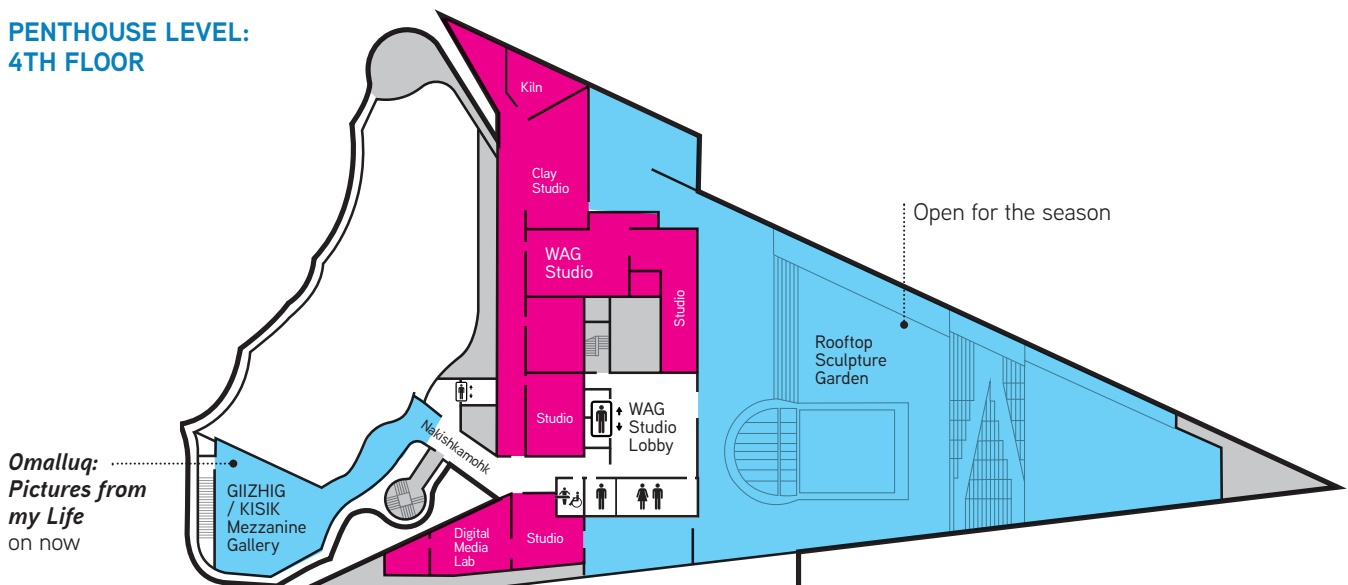 PENTHOUSE LEVEL:
4TH FLOOR
Kiln
Clay
Studio
WAG
Studio
Studio
Open for the season
Rooftop
Sculpture
Garden
Studio
WAG
Studio
Lobby
Nakishkamohk
Omalluq:
Pictures from
my Life
on now
GIIZHIG
/ KISIK
Mezzanine
Gallery
Digital
Media
Lab
Studio